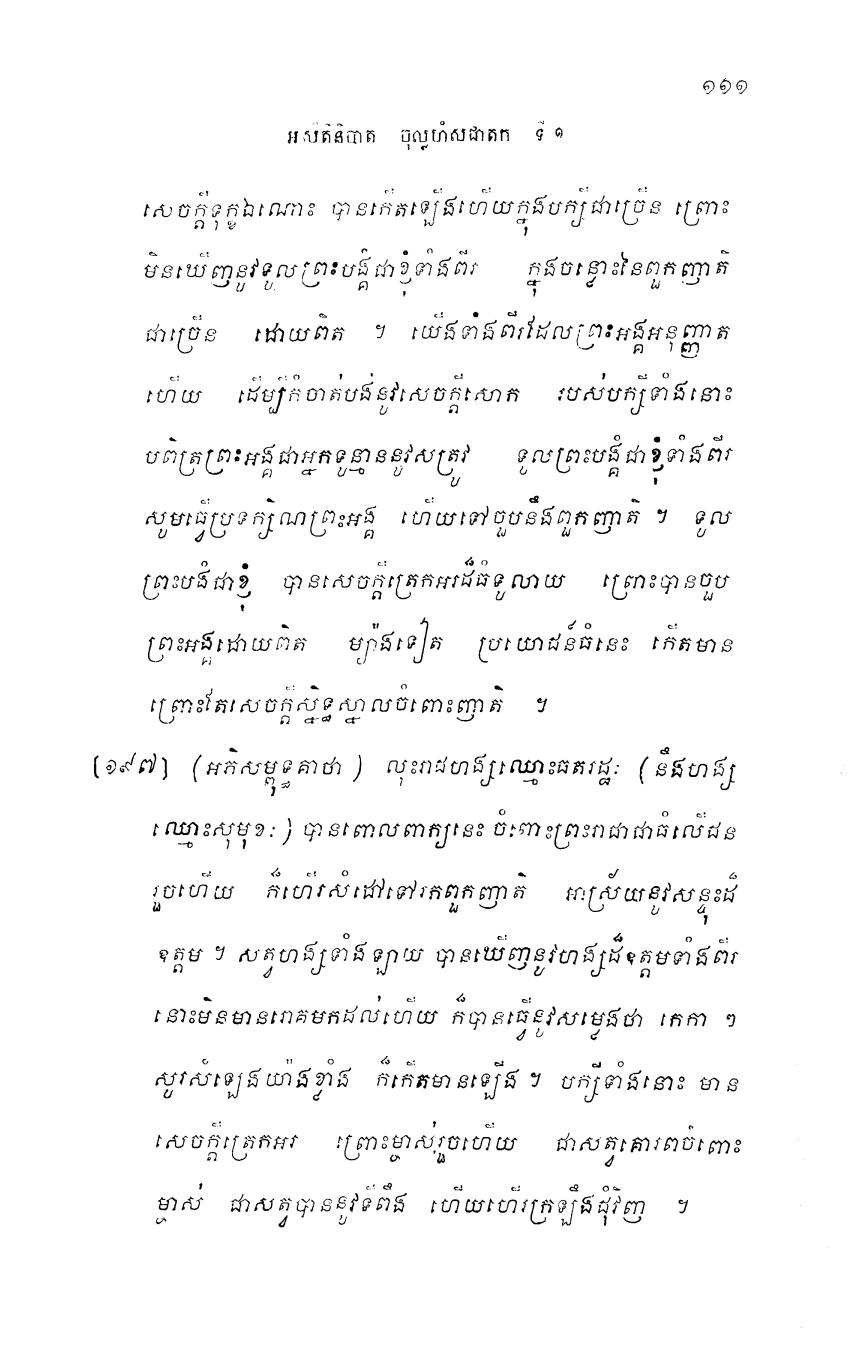 ១១១
អសីតិនិបាត ចុល្លហំសជាតក ទី ១
សេចក្តីទុក្ខឯណោះ បានកើតឡើងហើយក្នុងបក្សីជាច្រើន ព្រោះ
មិនឃើញនូវទូលព្រះបង្គំជាខ្ញុំទាំងពីរ ក្នុងចន្លោះនៃពួកញាតិ
ជាច្រើន ដោយពិត ។ យើងទាំងពីរដែលព្រះអង្គអនុញ្ញាត
ហើយ ដើម្បីកំចាត់បង់នូវសេចក្តីសោក របស់បក្សីទាំងនោះ
បពិត្រព្រះអង្គជាអ្នកទូន្មាននូវសត្រូវ ទូលព្រះបង្គំជាខ្ញុំទាំងពីរ
សូមធ្វើប្រទក្សិណព្រះអង្គ ហើយទៅចួបនឹងពួកញាតិ ។ ទូល
ព្រះបង្គំជាខ្ញុំ បានសេចក្តីត្រេកអរដ៏ធំទូលាយ ព្រោះបានចួប
ព្រះអង្គដោយពិត ម្យ៉ាងទៀត ប្រយោជន៍ធំនេះ កើតមាន
ព្រោះតែសេចក្តីស្និទ្ធស្នាលចំពោះញាតិ ។
(១៩៧) (អភិសម្ពុទ្ធគាថា) លុះរាជហង្សឈ្មោះធតរដ្ឋៈ (នឹងហង្ស
ឈ្មោះសុមុខៈ) បានពោលពាក្យនេះ ចំពោះព្រះរាជាជាធំលើជន
រួចហើយ ក៏ហើរសំដៅទៅរកពួកញាតិ អាស្រ័យនូវសន្ទុះដ៏
ឧត្តម ។ សត្វហង្សទាំងឡាយ បានឃើញនូវហង្សដ៏ឧត្តមទាំងពីរ
នោះមិនមានរោគមកដល់ហើយ ក៏បានធ្វើនូវសម្លេងថា កេកា ៗ
សូរសំឡេងយ៉ាងខ្លាំង ក៏កើតមានឡើង ។ បក្សីទាំងនោះ មាន
សេចក្តីត្រេកអរ ព្រោះម្ចាស់រួចហើយ ជាសត្វគោរពចំពោះ
ម្ចាស់ ជាសត្វបាននូវទីពឹង ហើយហើរក្រឡឹងជុំវិញ ។